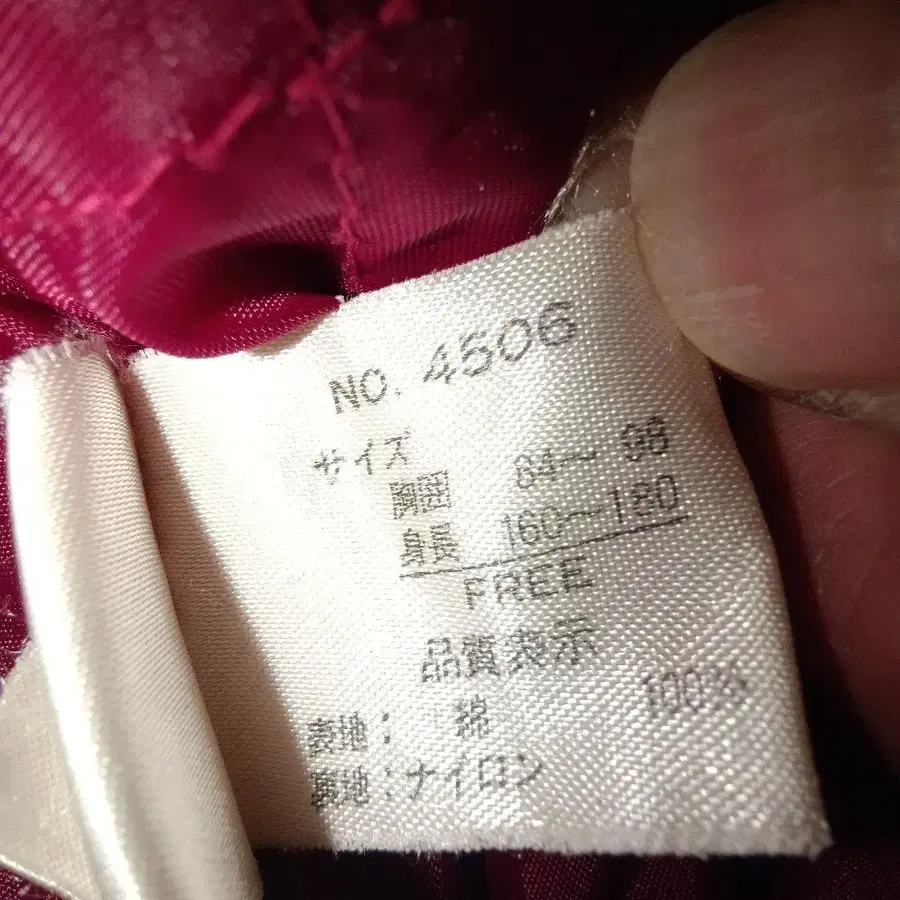 NO. 4506
サイズ
胸囲 84〜98
身長 160〜180
FREE
品質表示
表地： 綿 100%
裏地：ナイロン